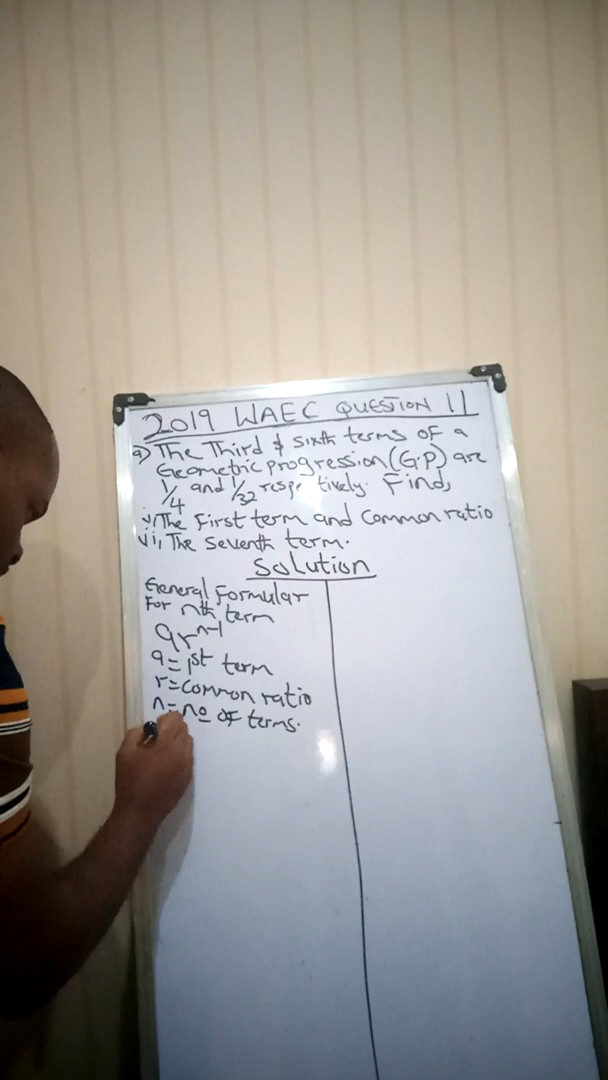 2019 WAEC QUESTION 11
a) The Third & sixth terms of a
Geometric progression (G.P) are
1/4 and 1/32 respectively. Find,
i, The First term and Common ratio
ii, The Seventh term.
Solution
General Formular
For nth term
ar^n-1
a = 1st term
r = common ratio
n = no of terms.